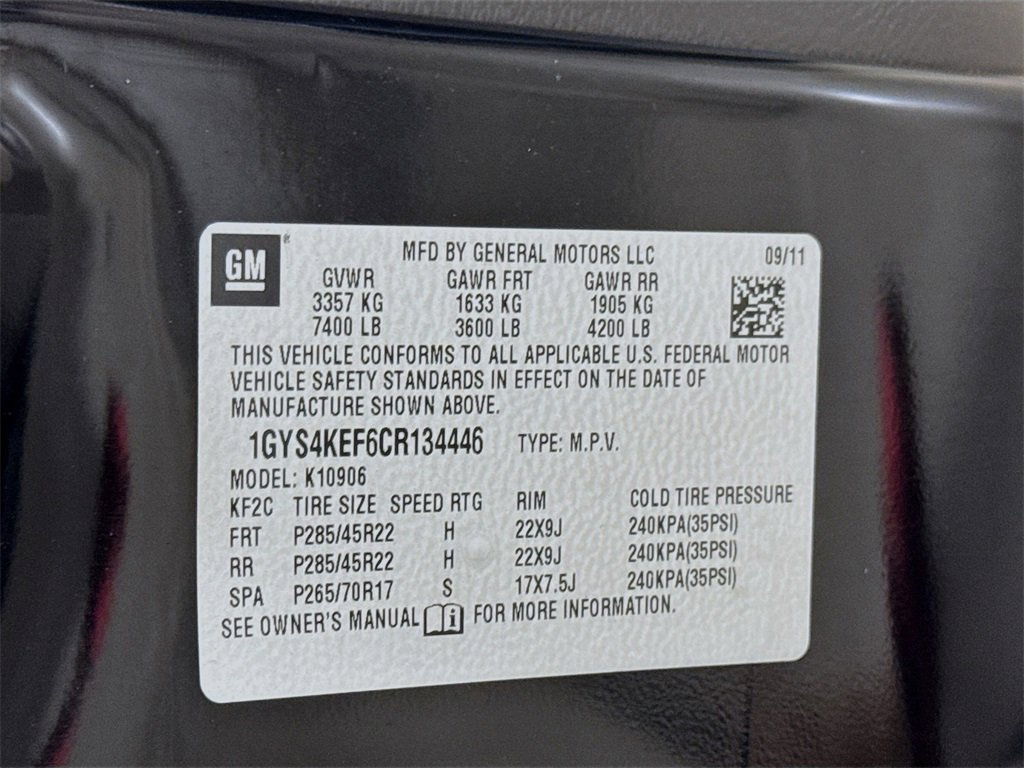 GM
MFD BY GENERAL MOTORS LLC 09/11
GVWR GAWR FRT GAWR RR
3357 KG 1633 KG 1905 KG
7400 LB 3600 LB 4200 LB
THIS VEHICLE CONFORMS TO ALL APPLICABLE U.S. FEDERAL MOTOR
VEHICLE SAFETY STANDARDS IN EFFECT ON THE DATE OF
MANUFACTURE SHOWN ABOVE.
1GYS4KEF6CR134446 TYPE: M.P.V.
MODEL: K10906
KF2C TIRE SIZE SPEED RTG RIM COLD TIRE PRESSURE
FRT P285/45R22 H 22X9J 240KPA(35PSI)
RR P285/45R22 H 22X9J 240KPA(35PSI)
SPA P265/70R17 S 17X7.5J 240KPA(35PSI)
SEE OWNER'S MANUAL i FOR MORE INFORMATION.